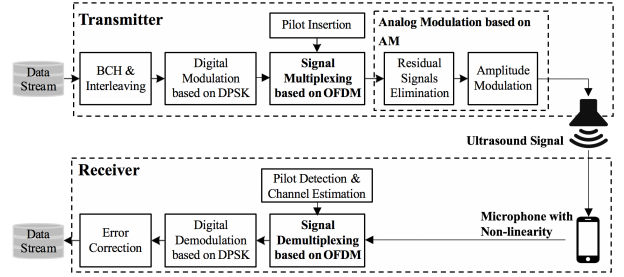 Transmitter
Pilot Insertion
Analog Modulation based on
AM
Data
Stream
BCH &
Interleaving
Digital
Modulation
based on DPSK
Signal
Multiplexing
based on OFDM
Residual
Signals
Elimination
Amplitude
Modulation
Ultrasound Signal
Receiver
Pilot Detection &
Channel Estimation
Data
Stream
Error
Correction
Digital
Demodulation
based on DPSK
Signal
Demultiplexing
based on OFDM
Microphone with
Non-linearity